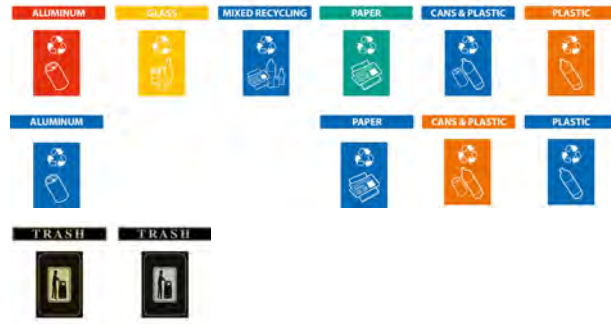 ALUMINUM GLASS MIXED RECYCLING PAPER CANS & PLASTIC PLASTIC
ALUMINUM PAPER CANS & PLASTIC PLASTIC
TRASH TRASH